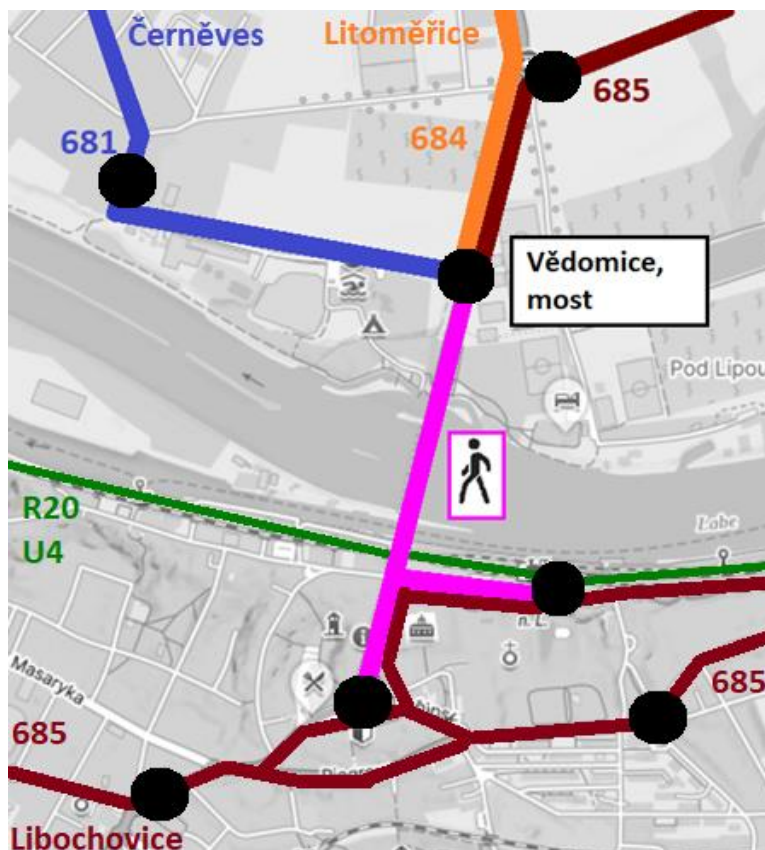 Černěves
Litoměřice
685
681
684
Vědomice,
most
Pod Lipou
R20
U4
Labe
n. L.
Masaryka
685
685
Libochovice